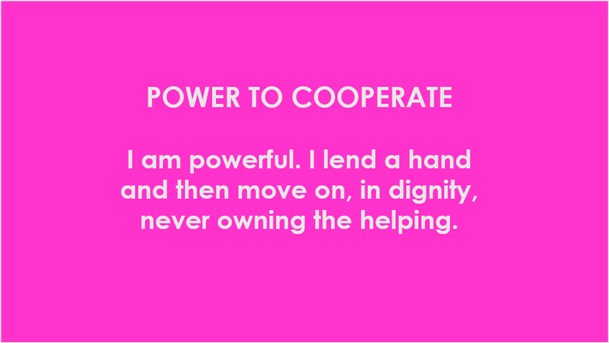 POWER TO COOPERATE
I am powerful. I lend a hand
and then move on, in dignity,
never owning the helping.